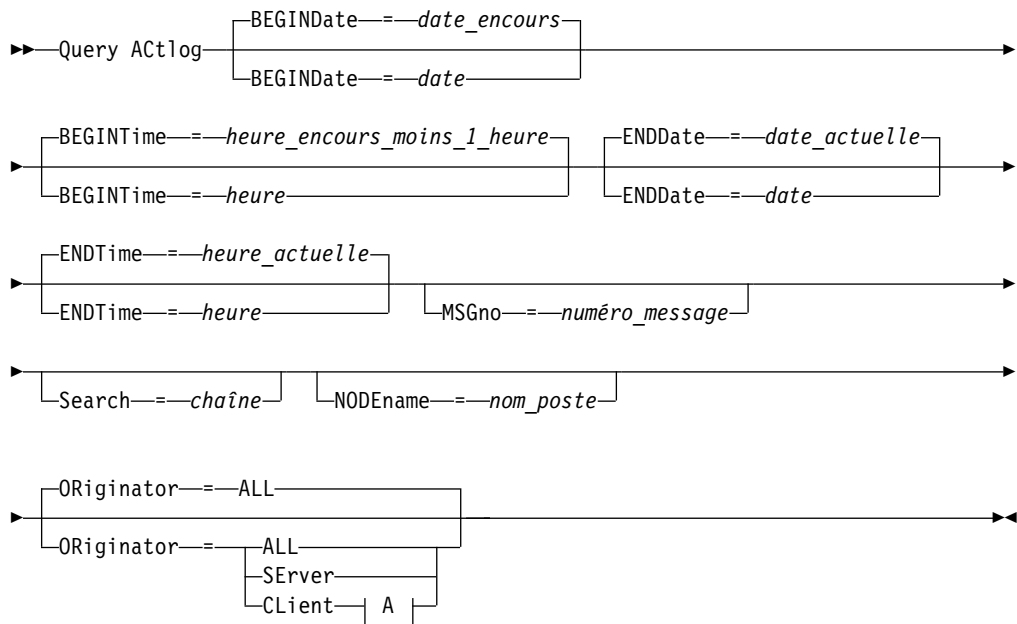 BEGINDate = date_encours
Query ACtlog
BEGINDate = date
BEGINTime = heure_encours_moins_1_heure ENDDate = date_actuelle
BEGINTime = heure ENDDate = date
ENDTime = heure_actuelle
ENDTime = heure MSGno = numéro_message
Search = chaîne NODEname = nom_poste
ORiginator = ALL
ORiginator = ALL
SErver
CLient A